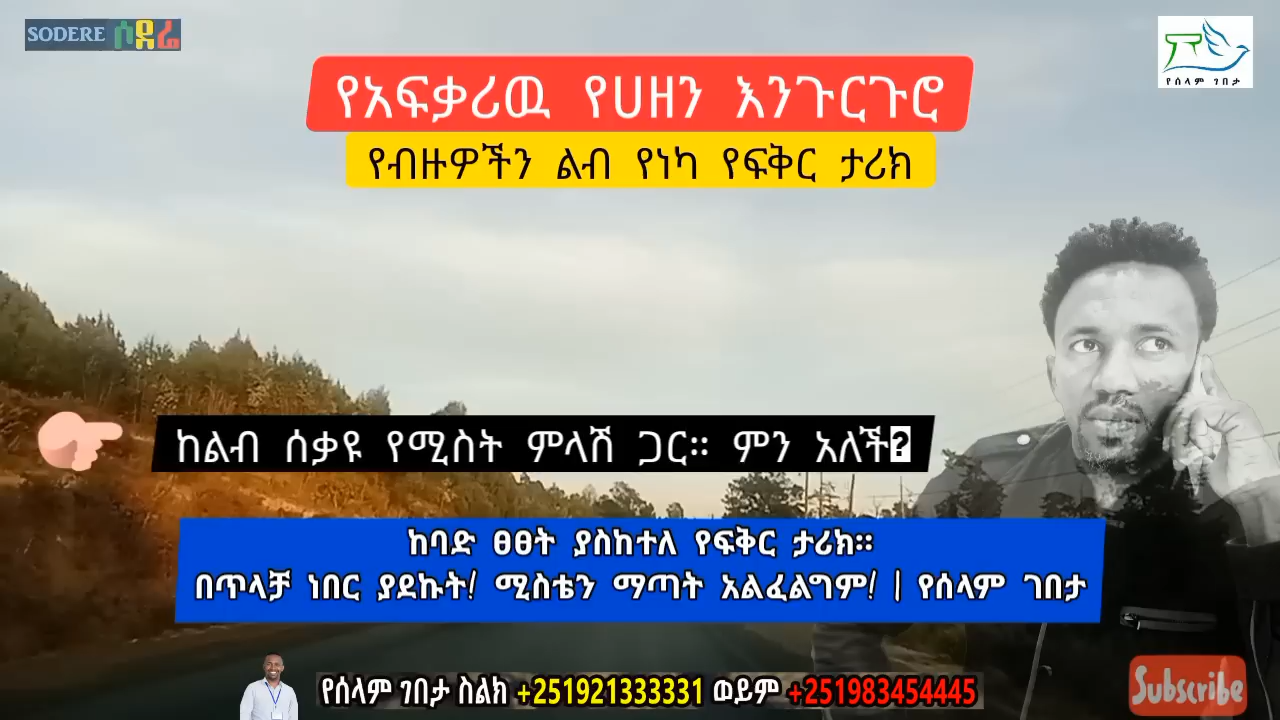 SODERE ሶደሬ
የሰላም ገበታ
የአፍቃሪዉ የሀዘን እንጉርጉሮ
የብዙዎችን ልብ የነካ የፍቅር ታሪክ
ከልብ ሰቃዩ የሚስት ምላሽ ጋር። ምን አለች
ከባድ ፀፀት ያስከተለ የፍቅር ታሪክ።
በጥላቻ ነበር ያደኩት! ሚስቴን ማጣት አልፈልግም! | የሰላም ገበታ
የሰላም ገበታ ስልክ +251921333331 ወይም +251983454445
Subscribe